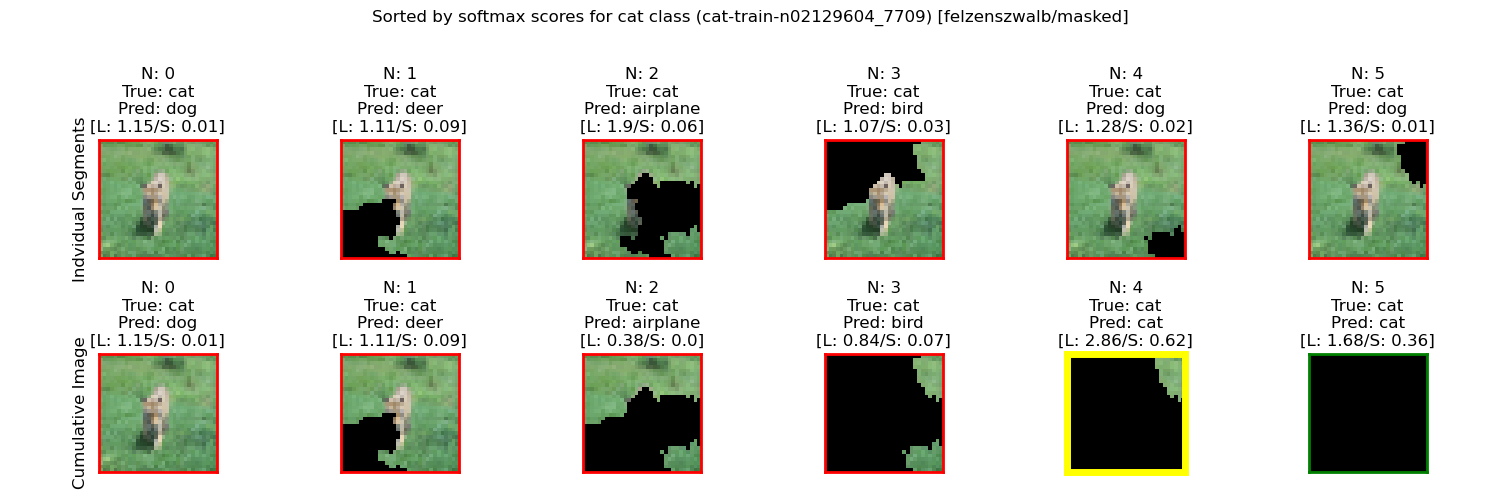 Sorted by softmax scores for cat class (cat-train-n02129604_7709) [felzenszwalb/masked]
Indvidual Segments
N: 0
True: cat
Pred: dog
[L: 1.15/S: 0.01]
N: 1
True: cat
Pred: deer
[L: 1.11/S: 0.09]
N: 2
True: cat
Pred: airplane
[L: 1.9/S: 0.06]
N: 3
True: cat
Pred: bird
[L: 1.07/S: 0.03]
N: 4
True: cat
Pred: dog
[L: 1.28/S: 0.02]
N: 5
True: cat
Pred: dog
[L: 1.36/S: 0.01]
Cumulative Image
N: 0
True: cat
Pred: dog
[L: 1.15/S: 0.01]
N: 1
True: cat
Pred: deer
[L: 1.11/S: 0.09]
N: 2
True: cat
Pred: airplane
[L: 0.38/S: 0.0]
N: 3
True: cat
Pred: bird
[L: 0.84/S: 0.07]
N: 4
True: cat
Pred: cat
[L: 2.86/S: 0.62]
N: 5
True: cat
Pred: cat
[L: 1.68/S: 0.36]